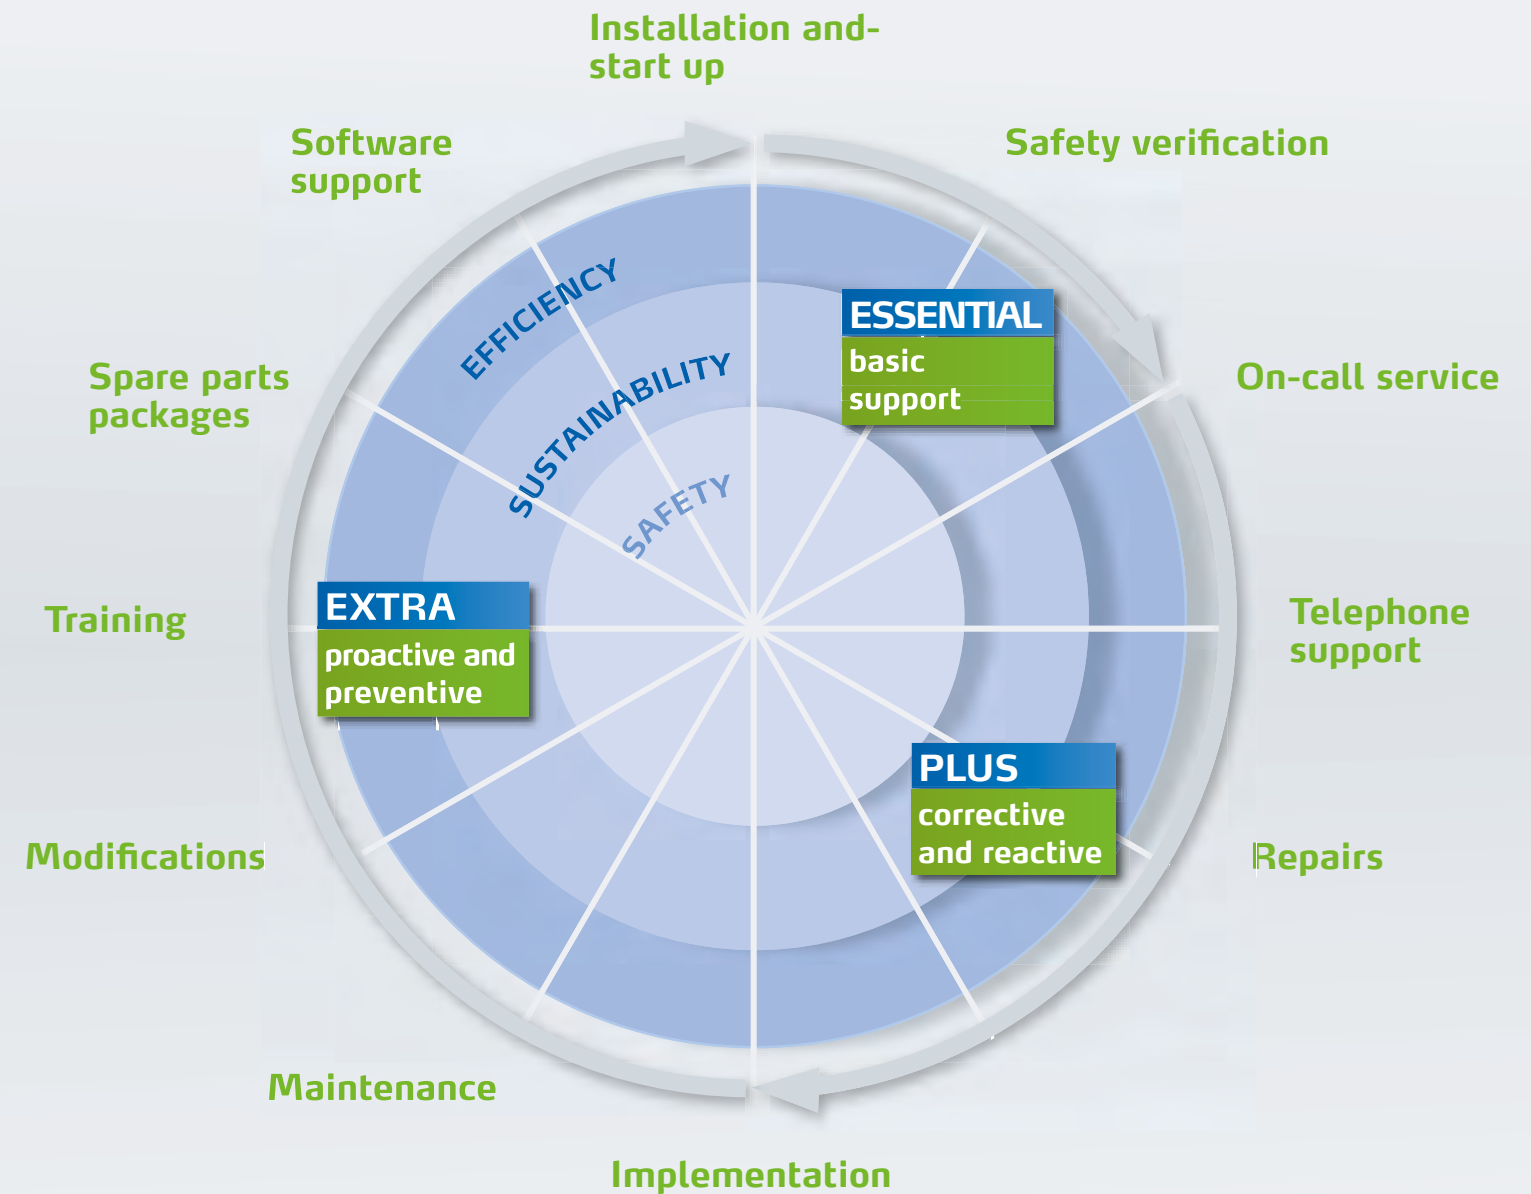 Installation and-
start up
Software
support
Safety verification
EFFICIENCY
ESSENTIAL
basic
support
SUSTAINABILITY
Spare parts
packages
On-call service
SAFETY
EXTRA
proactive and
preventive
Training
Telephone
support
PLUS
corrective
and reactive
Modifications
Repairs
Maintenance
Implementation